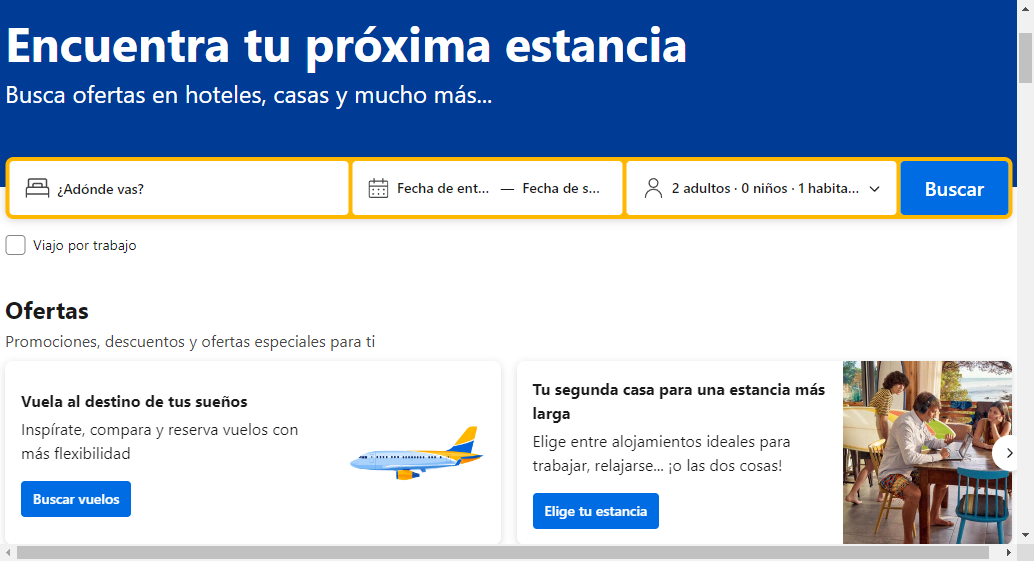 Encuentra tu próxima estancia
Busca ofertas en hoteles, casas y mucho más...
¿Adónde vas?
Fecha de ent... — Fecha de s...
2 adultos · 0 niños · 1 habita...
Buscar
Viajo por trabajo
Ofertas
Promociones, descuentos y ofertas especiales para ti
Vuela al destino de tus sueños
Inspírate, compara y reserva vuelos con
más flexibilidad
Buscar vuelos
Tu segunda casa para una estancia más
larga
Elige entre alojamientos ideales para
trabajar, relajarse... ¡o las dos cosas!
Elige tu estancia